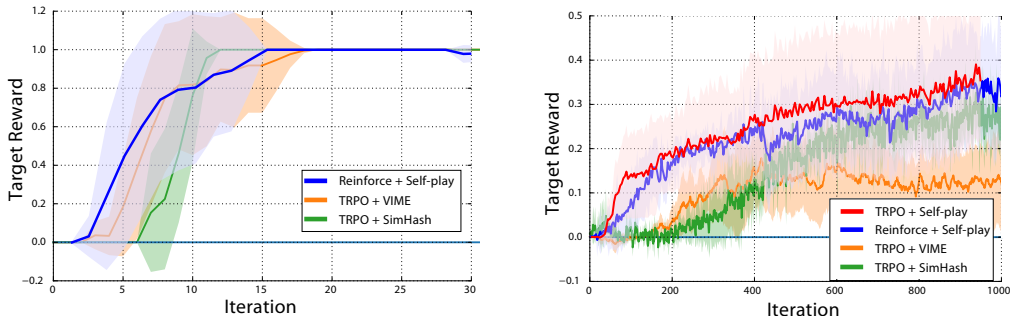 1.2
1.0
0.8
0.6
0.4
0.2
0.0
−0.2
0
5
10
15
20
25
30
Target Reward
Iteration
Reinforce + Self-play
TRPO + VIME
TRPO + SimHash
0.5
0.4
0.3
0.2
0.1
0.0
−0.1
0
200
400
600
800
1000
Target Reward
Iteration
TRPO + Self-play
Reinforce + Self-play
TRPO + VIME
TRPO + SimHash